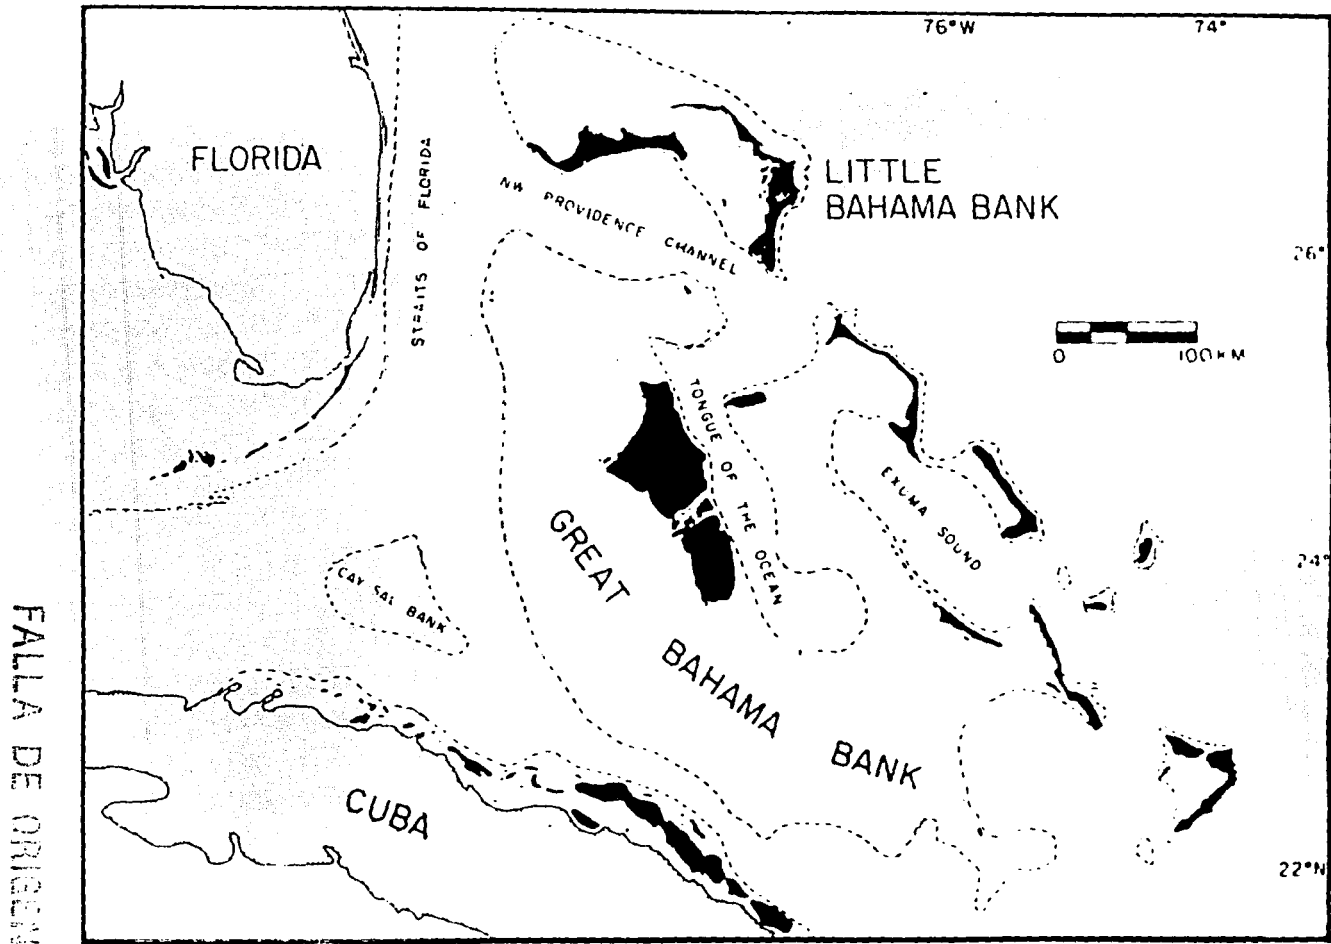 76°W 74°
FLORIDA
STRAITS OF FLORIDA
LITTLE
BAHAMA BANK
NW PROVIDENCE CHANNEL
26°
0 100 KM
TONGUE OF THE OCEAN
EXUMA SOUND
GREAT BAHAMA BANK
24°
CAY SAL BANK
CUBA
22°N
FALLA DE ORIGEN